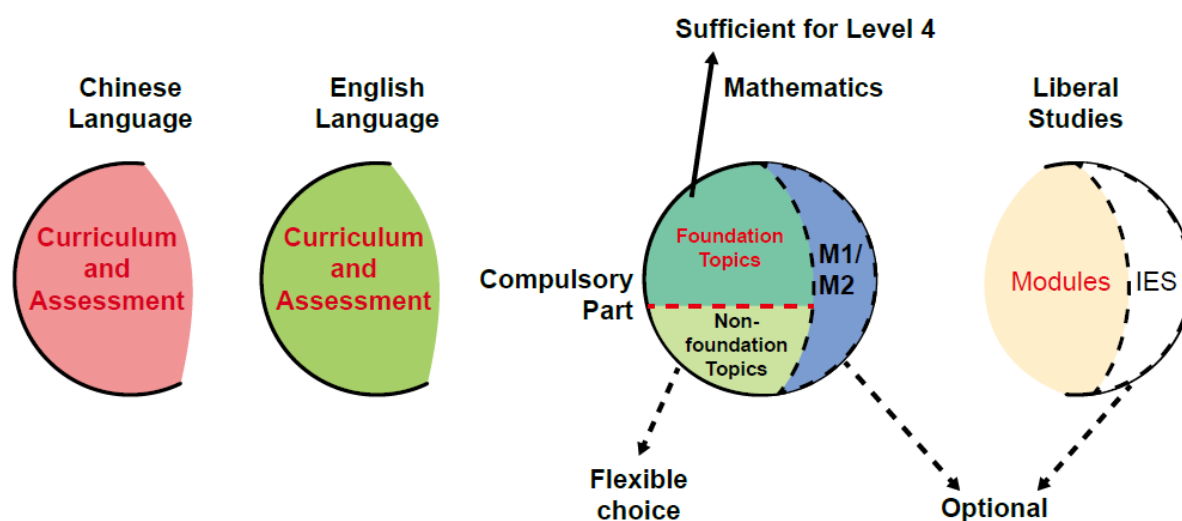 Sufficient for Level 4
Chinese
Language
English
Language
Mathematics
Liberal
Studies
Curriculum
and
Assessment
Curriculum
and
Assessment
Compulsory
Part
Foundation
Topics
M1/
M2
Non-
foundation
Topics
Modules
IES
Flexible
choice
Optional